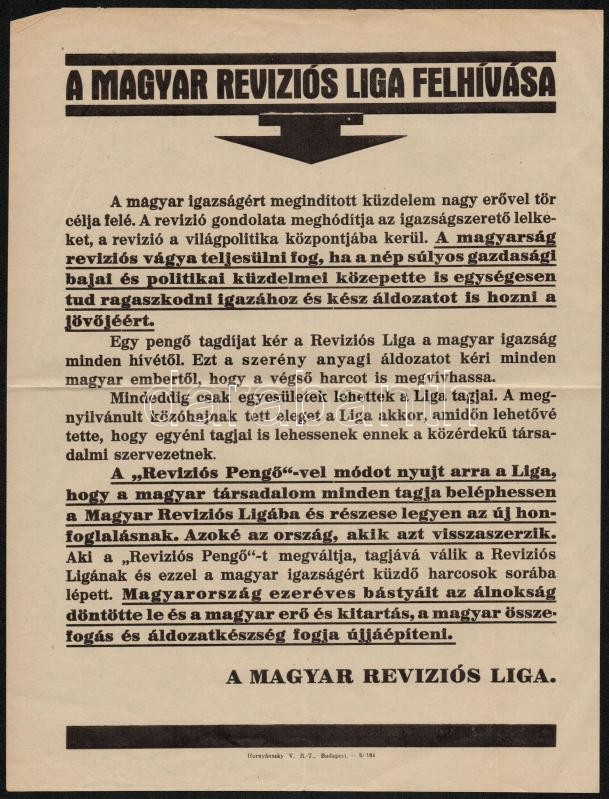 A MAGYAR REVIZIÓS LIGA FELHÍVÁSA
A magyar igazságért megindított küzdelem nagy erővel tör
célja felé. A revizió gondolata meghódítja az igazságszerető lelke-
ket, a revizió a világpolitika központjába kerül. A magyarság
reviziós vágya teljesülni fog, ha a nép súlyos gazdasági
bajai és politikai küzdelmei közepette is egységesen
tud ragaszkodni igazához és kész áldozatot is hozni a
jövőjéért.
Egy pengő tagdíjat kér a Reviziós Liga a magyar igazság
minden hívétől. Ezt a szerény anyagi áldozatot kéri minden
magyar embertől, hogy a végső harcot is megvívhassa.
Mindeddig csak egyesületek lehettek a Liga tagjai. A meg-
nyilvánult közóhajnak tett eleget a Liga akkor, amidőn lehetővé
tette, hogy egyéni tagjai is lehessenek ennek a közérdekű társa-
dalmi szervezetnek.
A „Reviziós Pengő“-vel módot nyujt arra a Liga,
hogy a magyar társadalom minden tagja beléphessen
a Magyar Reviziós Ligába és részese legyen az új hon-
foglalásnak. Azoké az ország, akik azt visszaszerzik.
Aki a „Reviziós Pengő“-t megváltja, tagjává válik a Reviziós
Ligának és ezzel a magyar igazságért küzdő harcosok sorába
lépett. Magyarország ezeréves bástyáit az álnokság
döntötte le és a magyar erő és kitartás, a magyar össze-
fogás és áldozatkészség fogja újjáépíteni.
A MAGYAR REVIZIÓS LIGA.
Hornyánszky V. R.-T., Budapest. —
darabanth